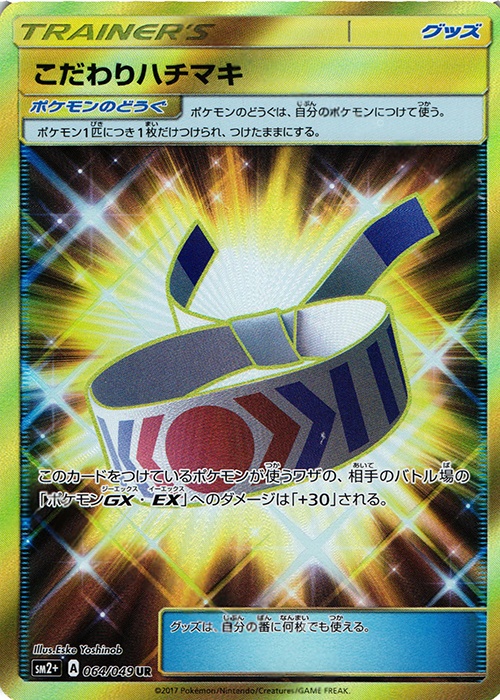 TRAINER'S
グッズ
こだわりハチマキ
ポケモンのどうぐ
ポケモンのどうぐは、自分のポケモンにつけて使う。
ポケモン1匹につき1枚だけつけられ、つけたままにする。
このカードをつけているポケモンが使うワザの、相手のバトル場の
「ポケモンGX・EX」へのダメージは「+30」される。
グッズは、自分の番に何枚でも使える。
Illus.Eske Yoshinob
SM2+ A 064/049 UR
©2017 Pokémon/Nintendo/Creatures/GAME FREAK.